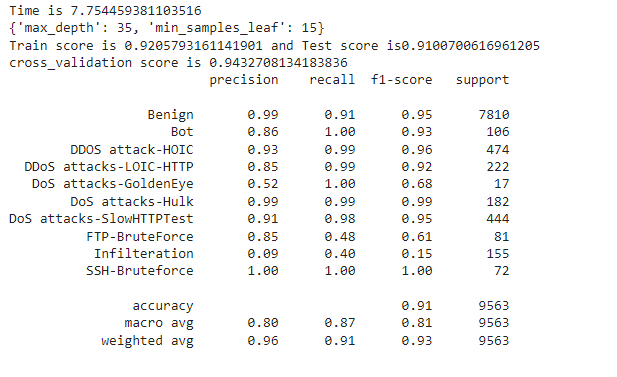 Time is 7.754459381103516
{'max_depth': 35, 'min_samples_leaf': 15}
Train score is 0.9205793161141901 and Test score is0.9100700616961205
cross_validation score is 0.9432708134183836
precision recall f1-score support
Benign 0.99 0.91 0.95 7810
Bot 0.86 1.00 0.93 106
DDOS attack-HOIC 0.93 0.99 0.96 474
DDoS attacks-LOIC-HTTP 0.85 0.99 0.92 222
DoS attacks-GoldenEye 0.52 1.00 0.68 17
DoS attacks-Hulk 0.99 0.99 0.99 182
DoS attacks-SlowHTTPTest 0.91 0.98 0.95 444
FTP-BruteForce 0.85 0.48 0.61 81
Infilteration 0.09 0.40 0.15 155
SSH-Bruteforce 1.00 1.00 1.00 72
accuracy 0.91 9563
macro avg 0.80 0.87 0.81 9563
weighted avg 0.96 0.91 0.93 9563